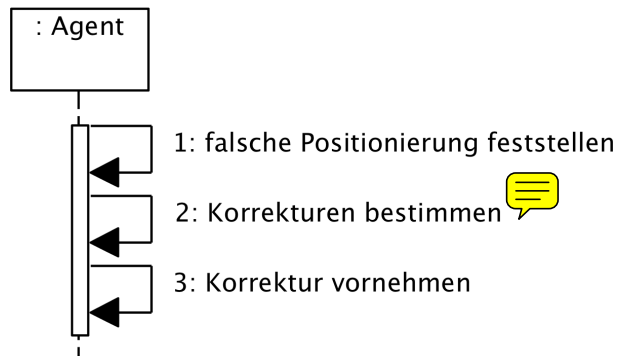 : Agent
1: falsche Positionierung feststellen
2: Korrekturen bestimmen
3: Korrektur vornehmen